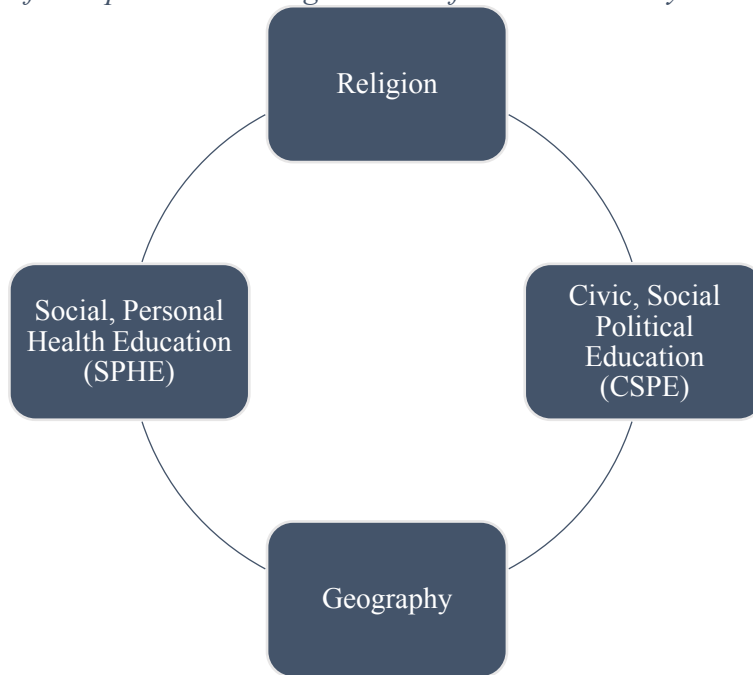 Religion
Social, Personal
Health Education
(SPHE)
Civic, Social
Political
Education
(CSPE)
Geography